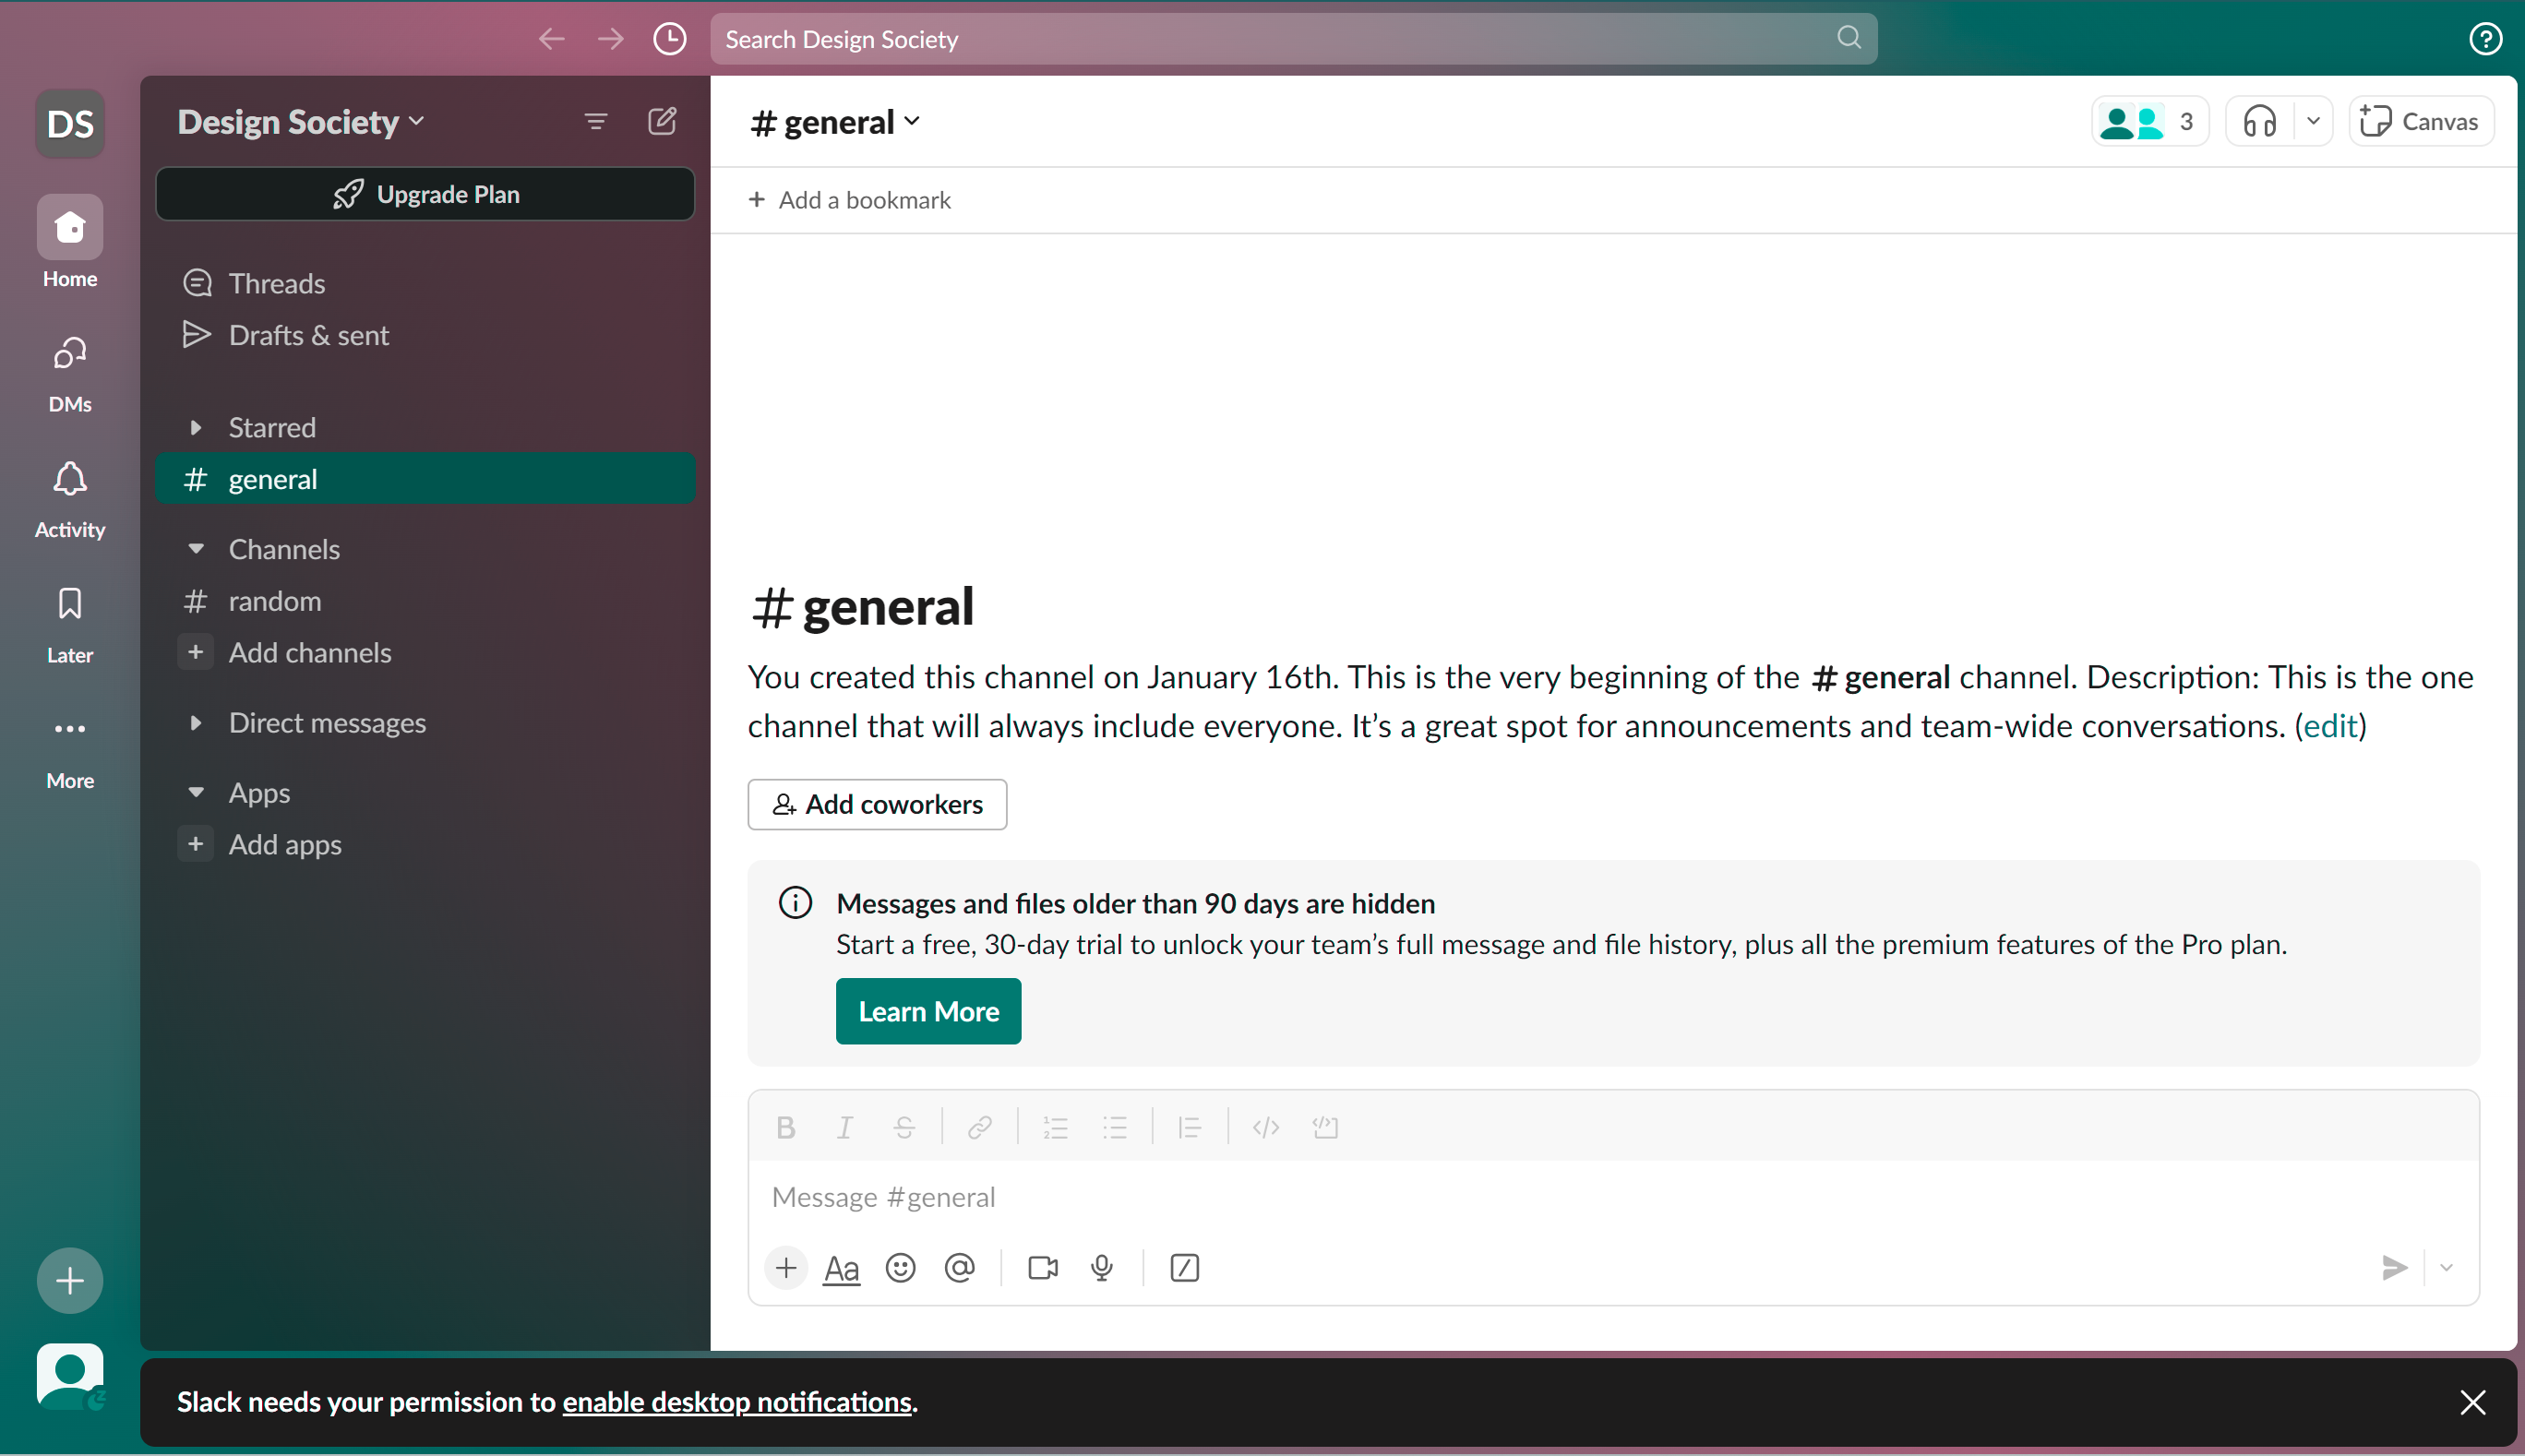 Search Design Society
DS
Home
DMs
Activity
Later
More
Design Society
Upgrade Plan
Threads
Drafts & sent
Starred
# general
Channels
# random
+ Add channels
Direct messages
Apps
+ Add apps
# general
3
Canvas
+ Add a bookmark
# general
You created this channel on January 16th. This is the very beginning of the # general channel. Description: This is the one
channel that will always include everyone. It’s a great spot for announcements and team-wide conversations. (edit)
Add coworkers
Messages and files older than 90 days are hidden
Start a free, 30-day trial to unlock your team’s full message and file history, plus all the premium features of the Pro plan.
Learn More
Message #general
Aa
Slack needs your permission to enable desktop notifications.